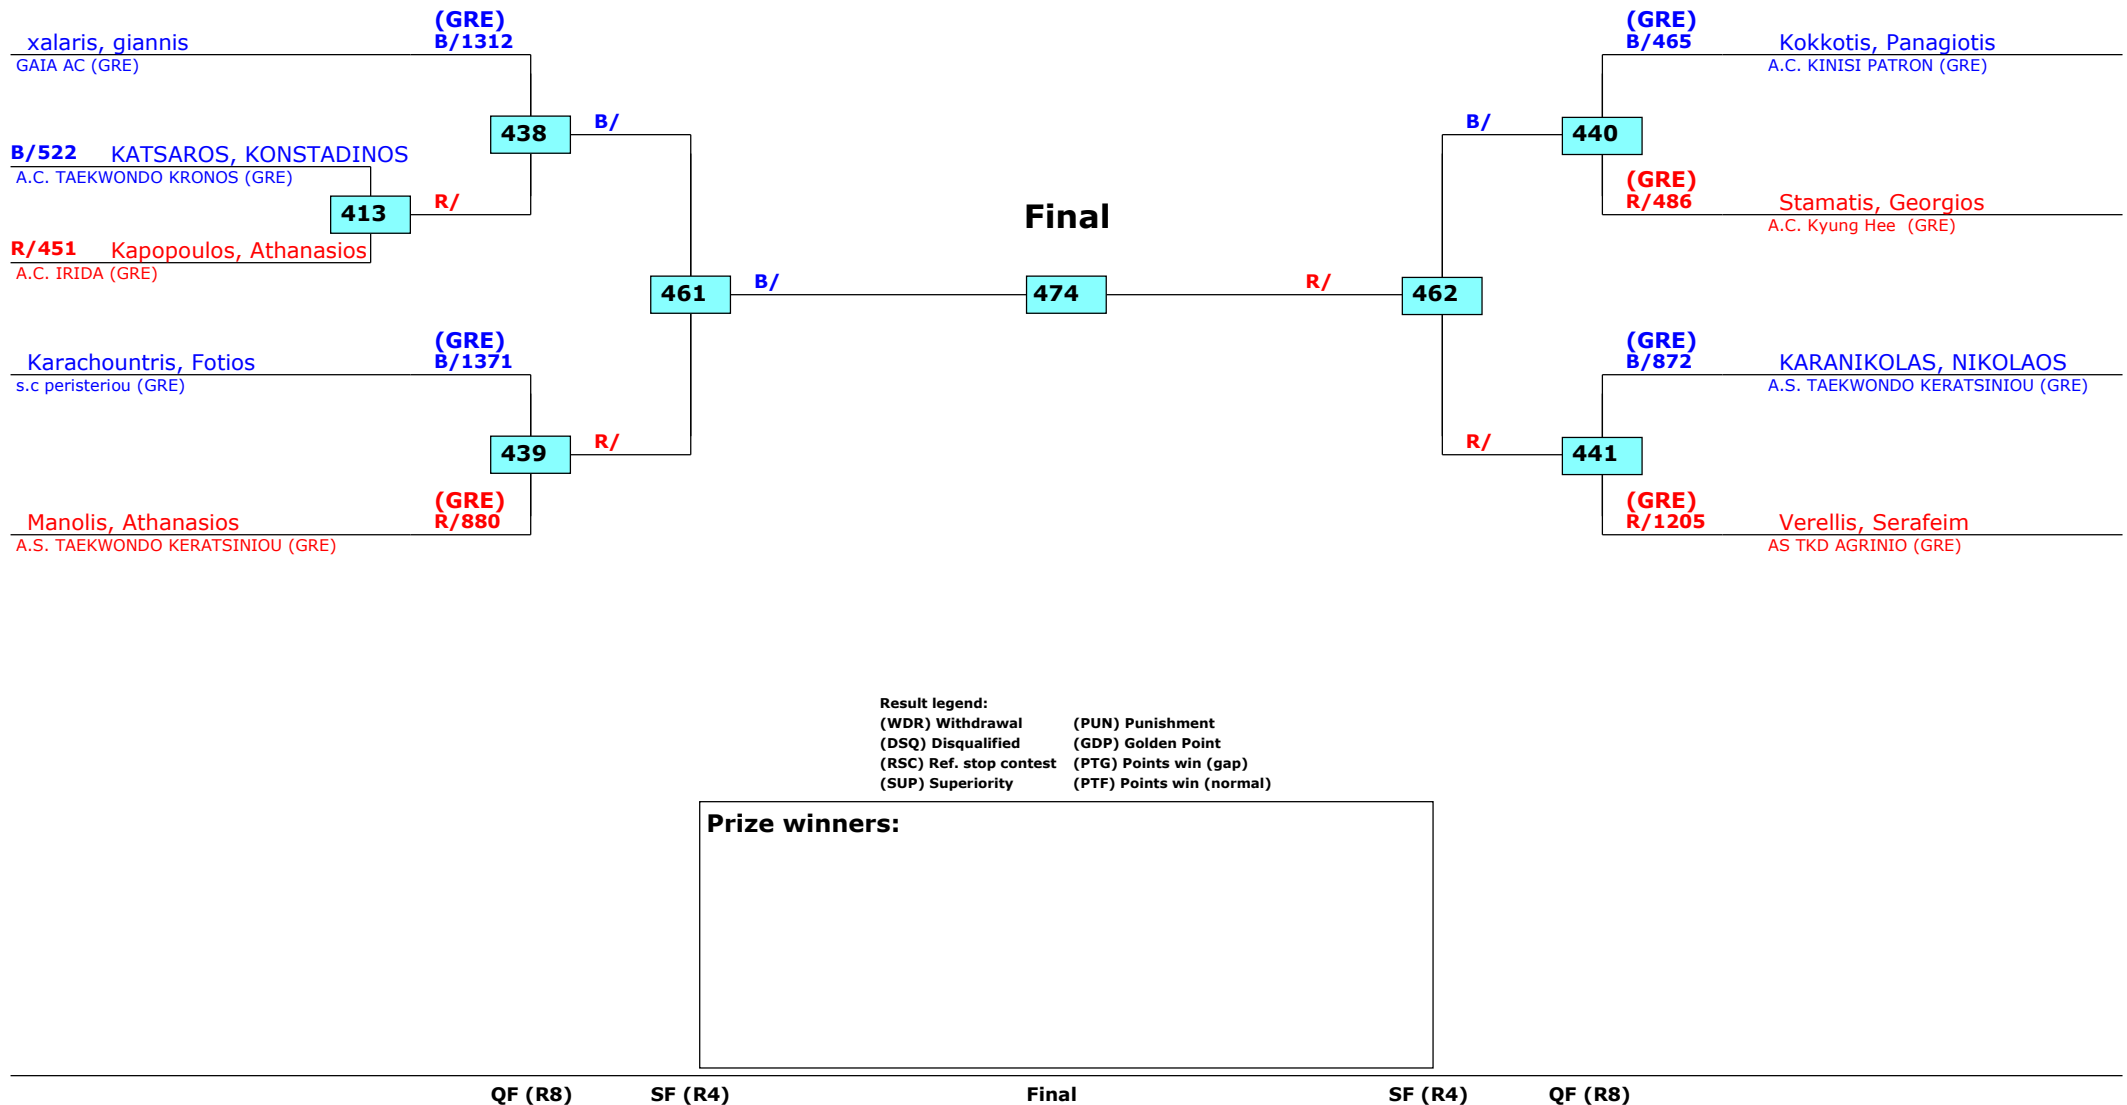 (GRE)
B/1312
xalaris, giannis
GAIA AC (GRE)
438
B/
B/522 KATSAROS, KONSTADINOS
A.C. TAEKWONDO KRONOS (GRE)
413
R/
R/451 Kapopoulos, Athanasios
A.C. IRIDA (GRE)
461
B/
(GRE)
B/1371
Karachountris, Fotios
s.c peristeriou (GRE)
439
R/
(GRE)
R/880
Manolis, Athanasios
A.S. TAEKWONDO KERATSINIOU (GRE)
Final
474
R/
462
(GRE)
B/465
Kokkotis, Panagiotis
A.C. KINISI PATRON (GRE)
B/
440
(GRE)
R/486
Stamatis, Georgios
A.C. Kyung Hee (GRE)
(GRE)
B/872
KARANIKOLAS, NIKOLAOS
A.S. TAEKWONDO KERATSINIOU (GRE)
R/
441
(GRE)
R/1205
Verellis, Serafeim
AS TKD AGRINIO (GRE)
Result legend:
(WDR) Withdrawal (PUN) Punishment
(DSQ) Disqualified (GDP) Golden Point
(RSC) Ref. stop contest (PTG) Points win (gap)
(SUP) Superiority (PTF) Points win (normal)
Prize winners:
QF (R8) SF (R4) Final SF (R4) QF (R8)